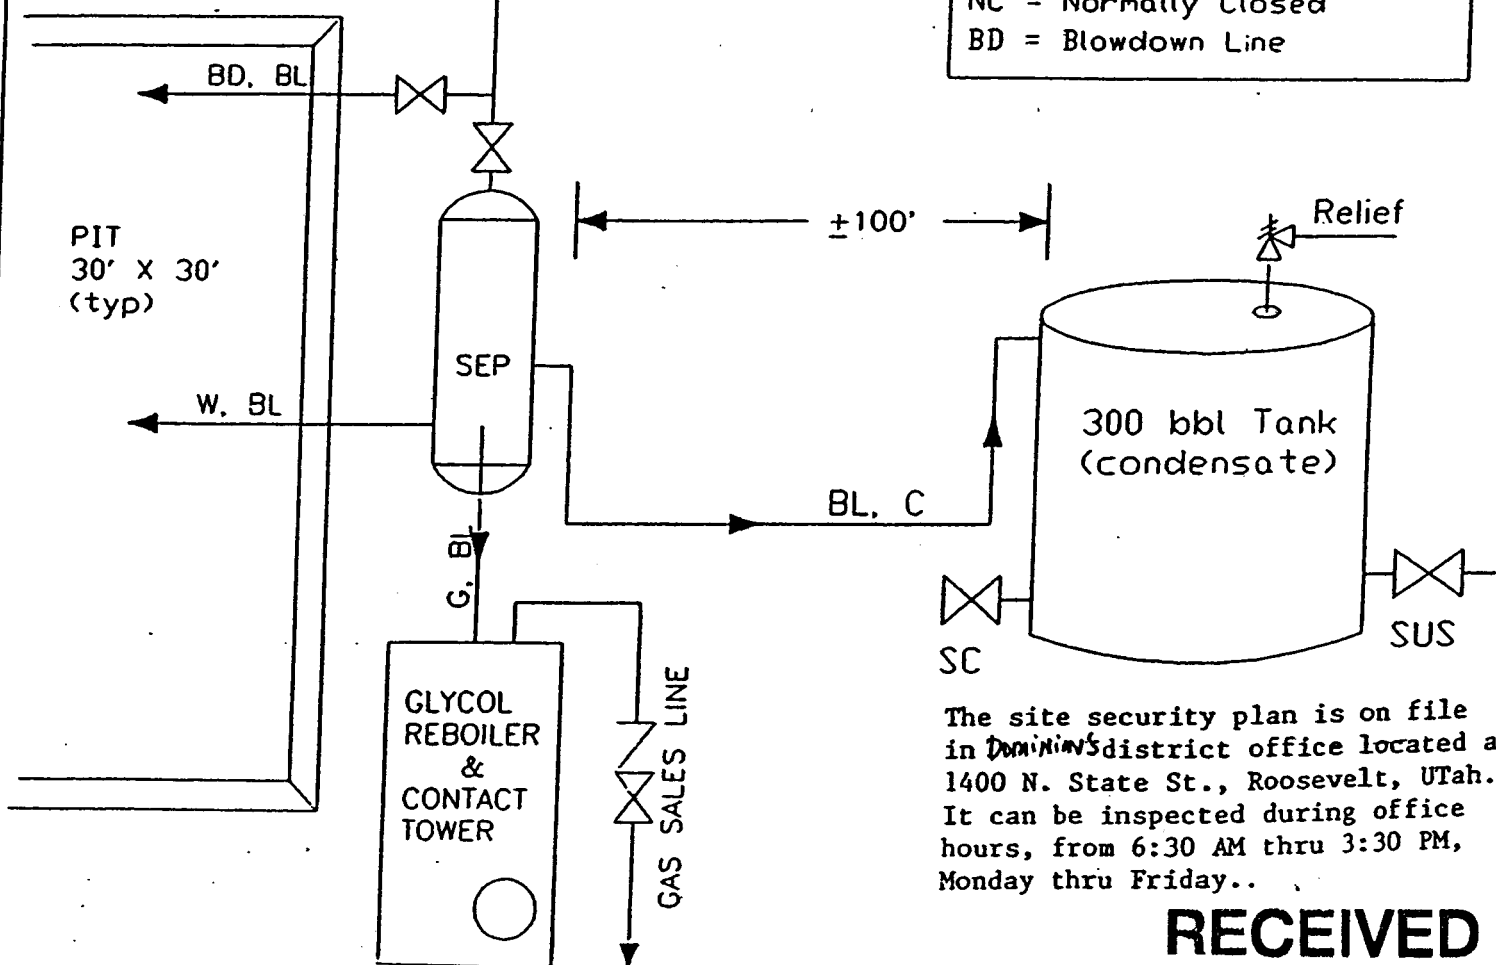 NC - Normally Closed
BD = Blowdown Line
BD, BL
PIT
30' X 30'
(typ)
±100'
Relief
SEP
W, BL
300 bbl Tank
(condensate)
BL, C
G, BL
SC
SUS
GLYCOL
REBOILER
&
CONTACT
TOWER
GAS SALES LINE
The site security plan is on file
in Dominion's district office located a
1400 N. State St., Roosevelt, UTah.
It can be inspected during office
hours, from 6:30 AM thru 3:30 PM,
Monday thru Friday..
RECEIVED